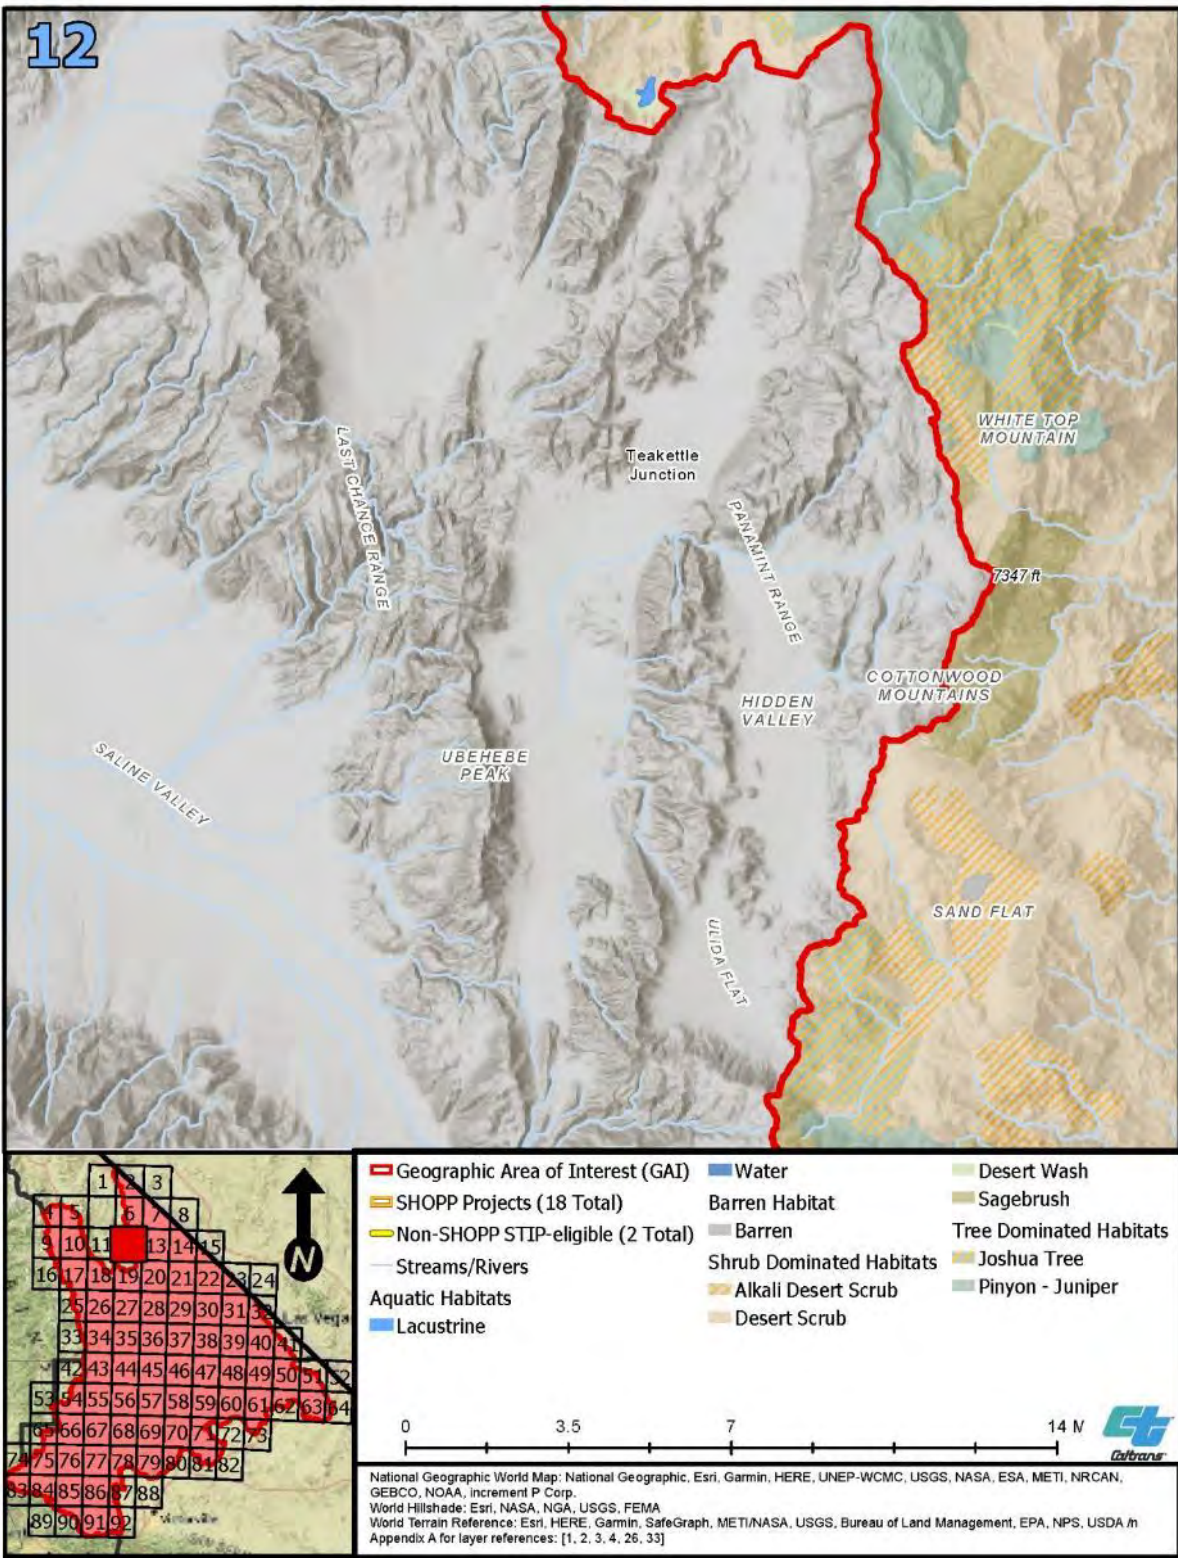 12
Teakettle
Junction
WHITE TOP
MOUNTAIN
LAST CHANCE RANGE
PANAMINT RANGE
7347 ft
COTTONWOOD
MOUNTAINS
HIDDEN
VALLEY
SALINE VALLEY
UBEHEBE
PEAK
SAND FLAT
ULIDA FLAT
1 2 3
4 5 6 7 8
9 10 11 13 14 15
16 17 18 19 20 21 22 23 24
25 26 27 28 29 30 31 32
Las Vegas
33 34 35 36 37 38 39 40 41
42 43 44 45 46 47 48 49 50 51 52
53 54 55 56 57 58 59 60 61 62 63 64
65 66 67 68 69 70 71 72 73
74 75 76 77 78 79 80 81 82
83 84 85 86 87 88
89 90 91 92
Victorville
N
Geographic Area of Interest (GAI)
SHOPP Projects (18 Total)
Non-SHOPP STIP-eligible (2 Total)
Streams/Rivers
Aquatic Habitats
Lacustrine
Water
Barren Habitat
Barren
Shrub Dominated Habitats
Alkali Desert Scrub
Desert Scrub
Desert Wash
Sagebrush
Tree Dominated Habitats
Joshua Tree
Pinyon - Juniper
0 3.5 7 14 M
Caltrans
National Geographic World Map: National Geographic, Esri, Garmin, HERE, UNEP-WCMC, USGS, NASA, ESA, METI, NRCAN,
GEBCO, NOAA, increment P Corp.
World Hillshade: Esri, NASA, NGA, USGS, FEMA
World Terrain Reference: Esri, HERE, Garmin, SafeGraph, METI/NASA, USGS, Bureau of Land Management, EPA, NPS, USDA /n
Appendix A for layer references: [1, 2, 3, 4, 26, 33]